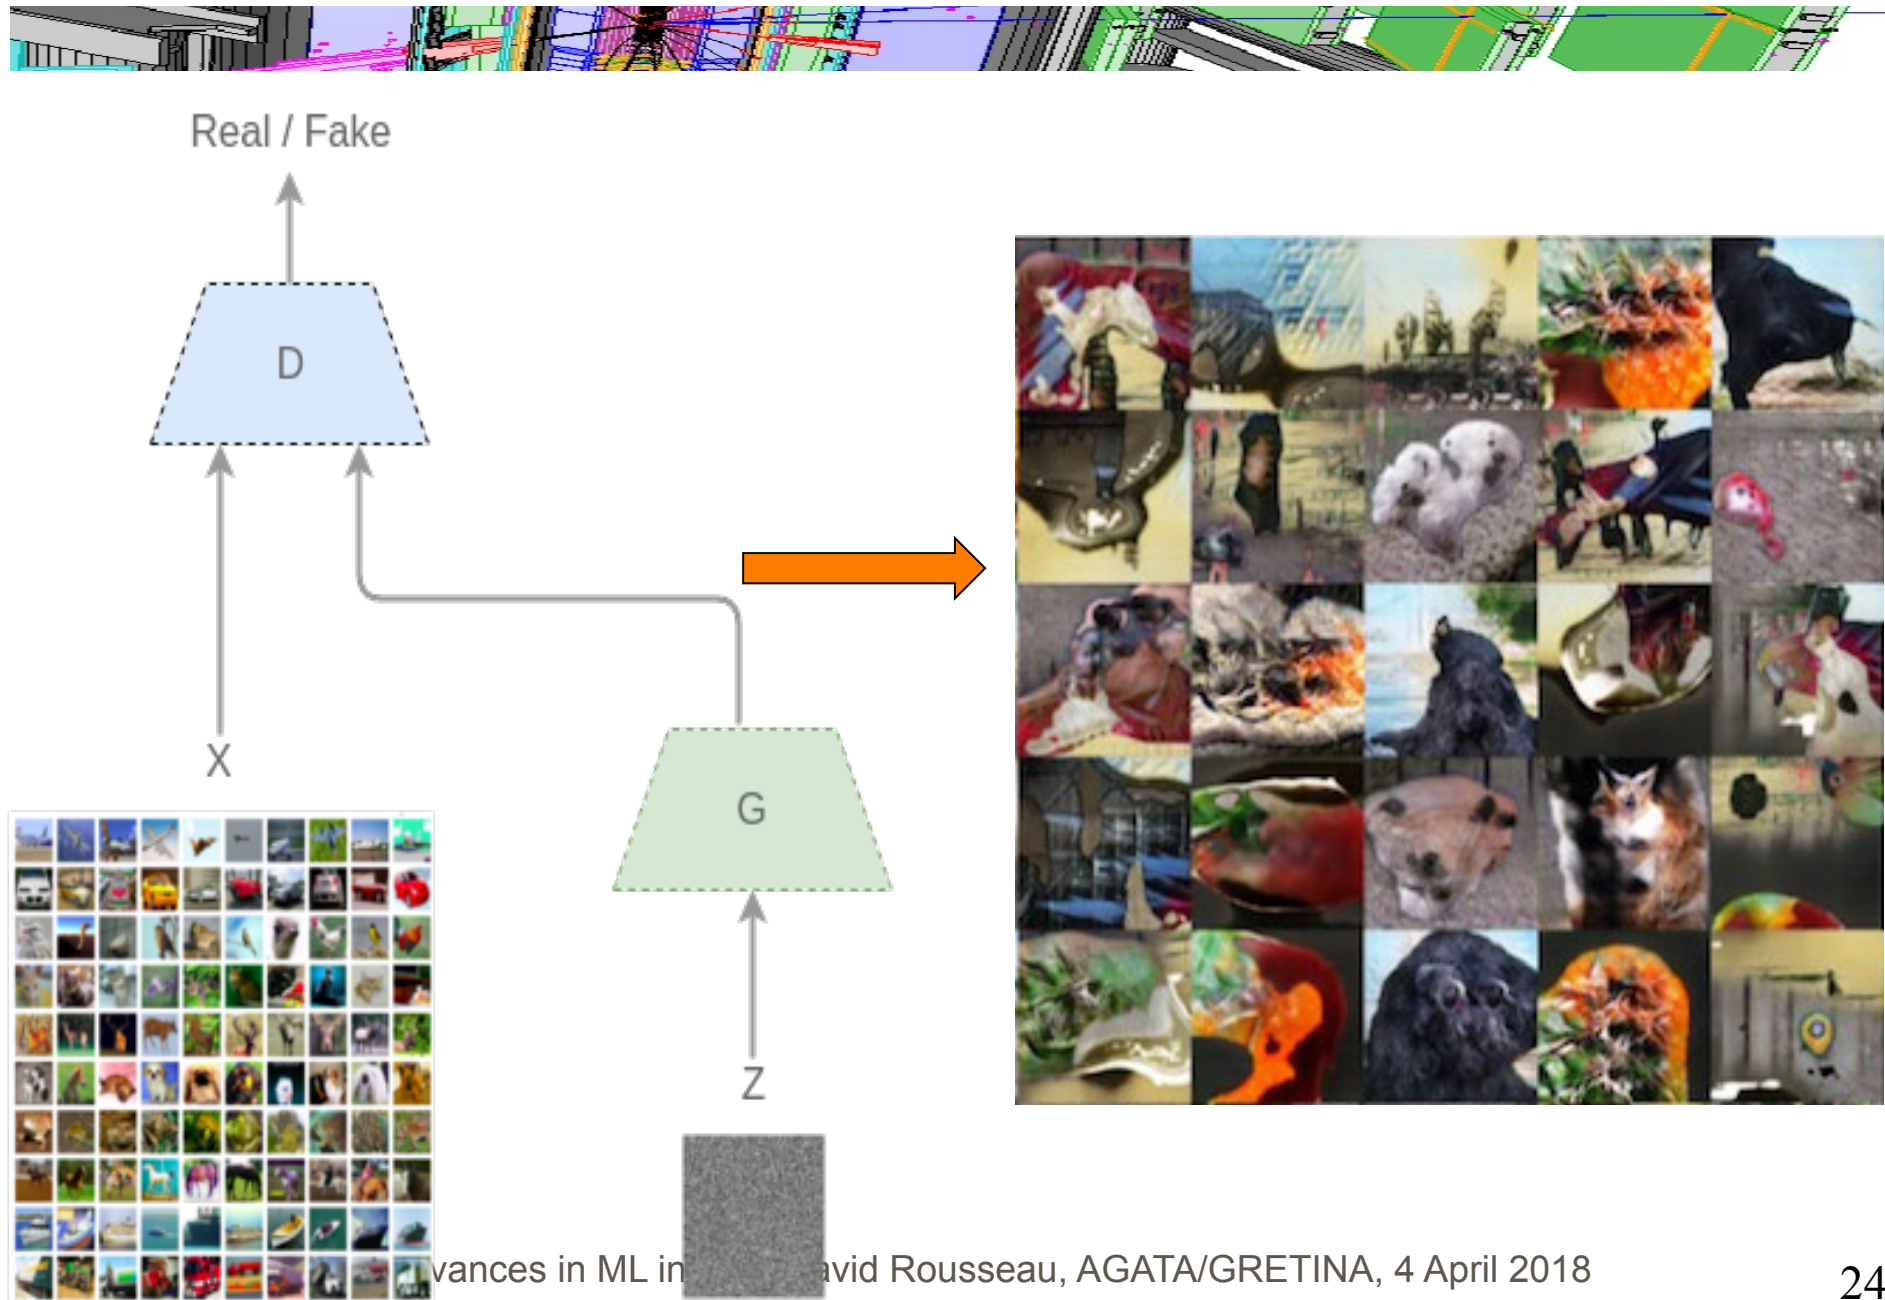 Real / Fake
D
X
G
Z
vances in ML in avid Rousseau, AGATA/GRETINA, 4 April 2018
24